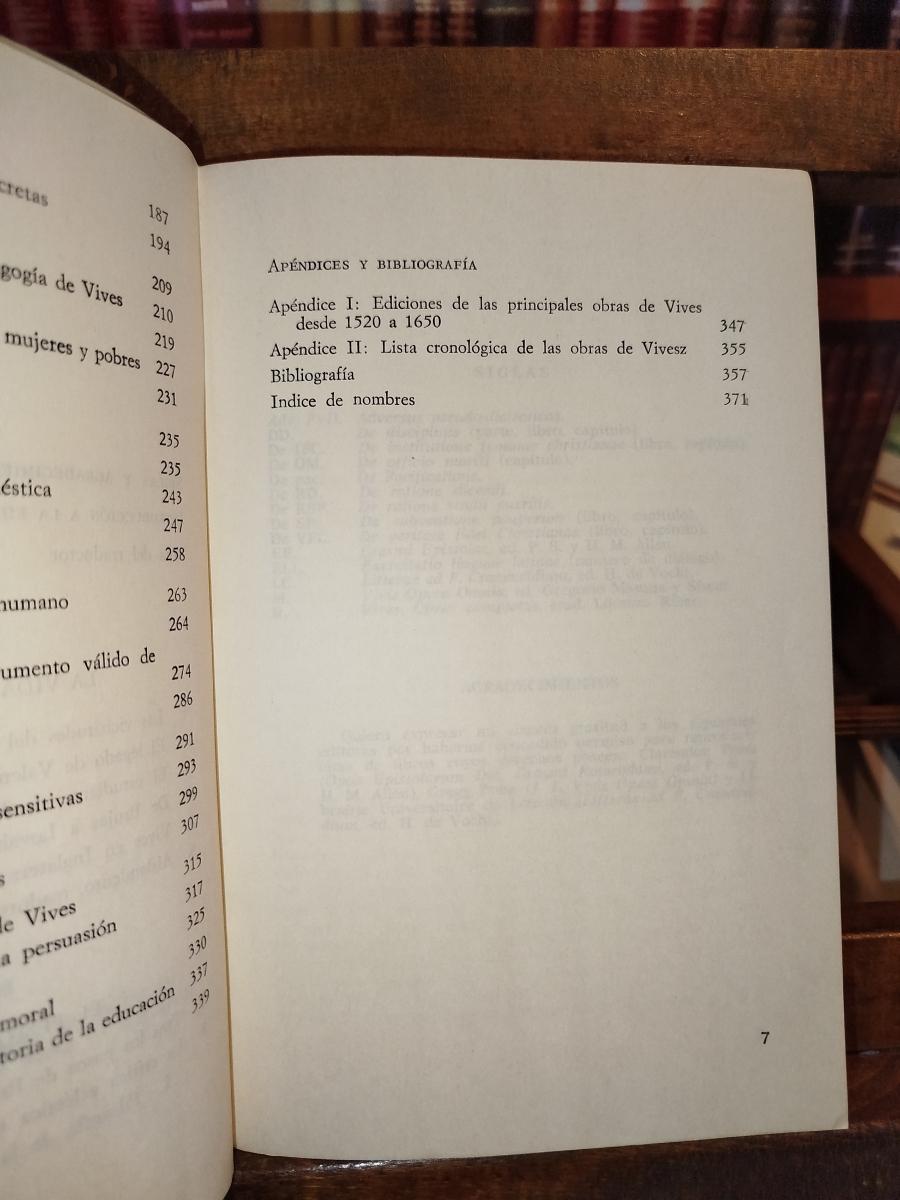 cretas
187
194
gogía de Vives 209
210
219
mujeres y pobres 227
231
235
235
éstica 243
247
258
humano 263
264
umento válido de
274
286
291
293
sensitivas 299
307
s 315
de Vives 317
a persuasión 325
330
moral 337
toria de la educación 339
APÉNDICES Y BIBLIOGRAFÍA
Apéndice I: Ediciones de las principales obras de Vives
desde 1520 a 1650 347
Apéndice II: Lista cronológica de las obras de Vivesz 355
Bibliografía 357
Indice de nombres 371
SIGLAS
AGRADECIMIENTOS
7